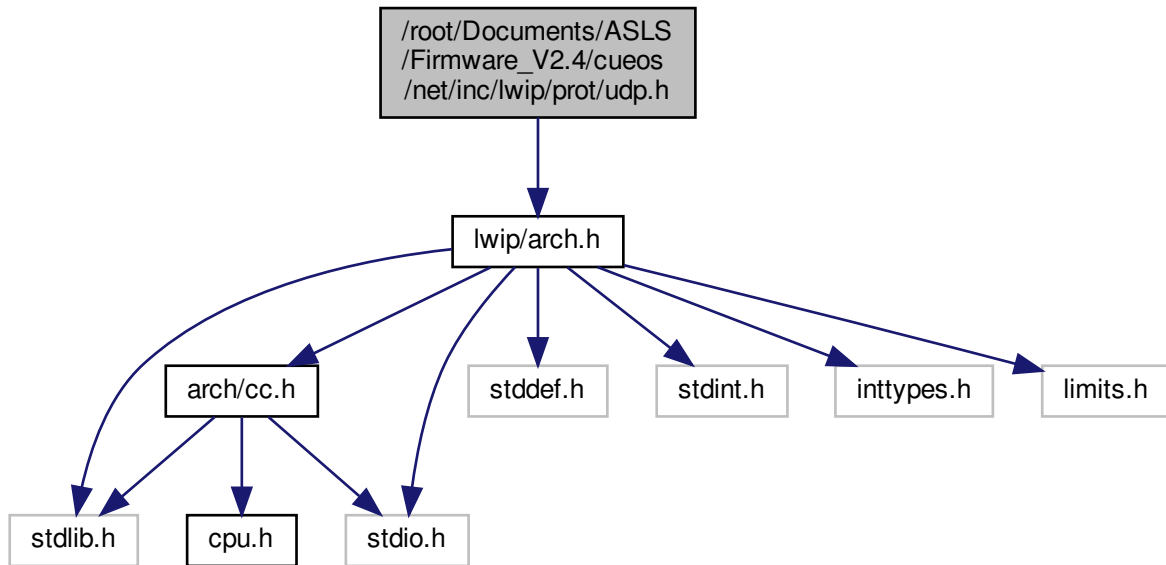 /root/Documents/ASLS
/Firmware_V2.4/cueos
/net/inc/lwip/prot/udp.h
lwip/arch.h
arch/cc.h
stddef.h
stdint.h
inttypes.h
limits.h
stdlib.h
cpu.h
stdio.h